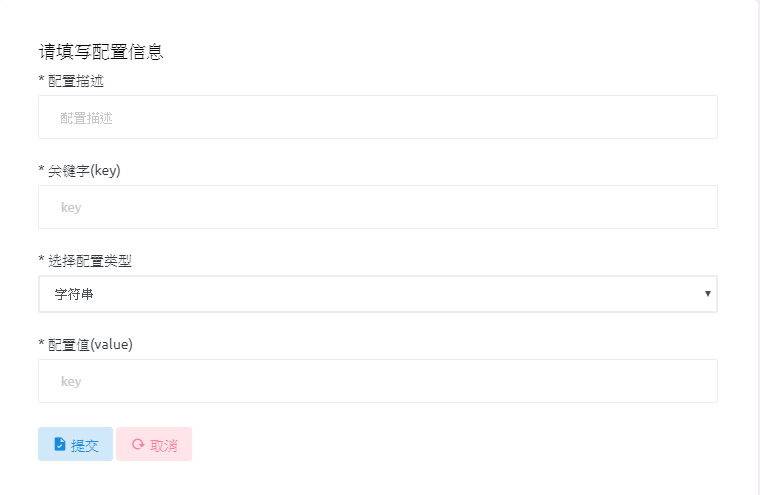 请填写配置信息
* 配置描述
配置描述
* 关键字(key)
key
* 选择配置类型
字符串
* 配置值(value)
key
提交 取消